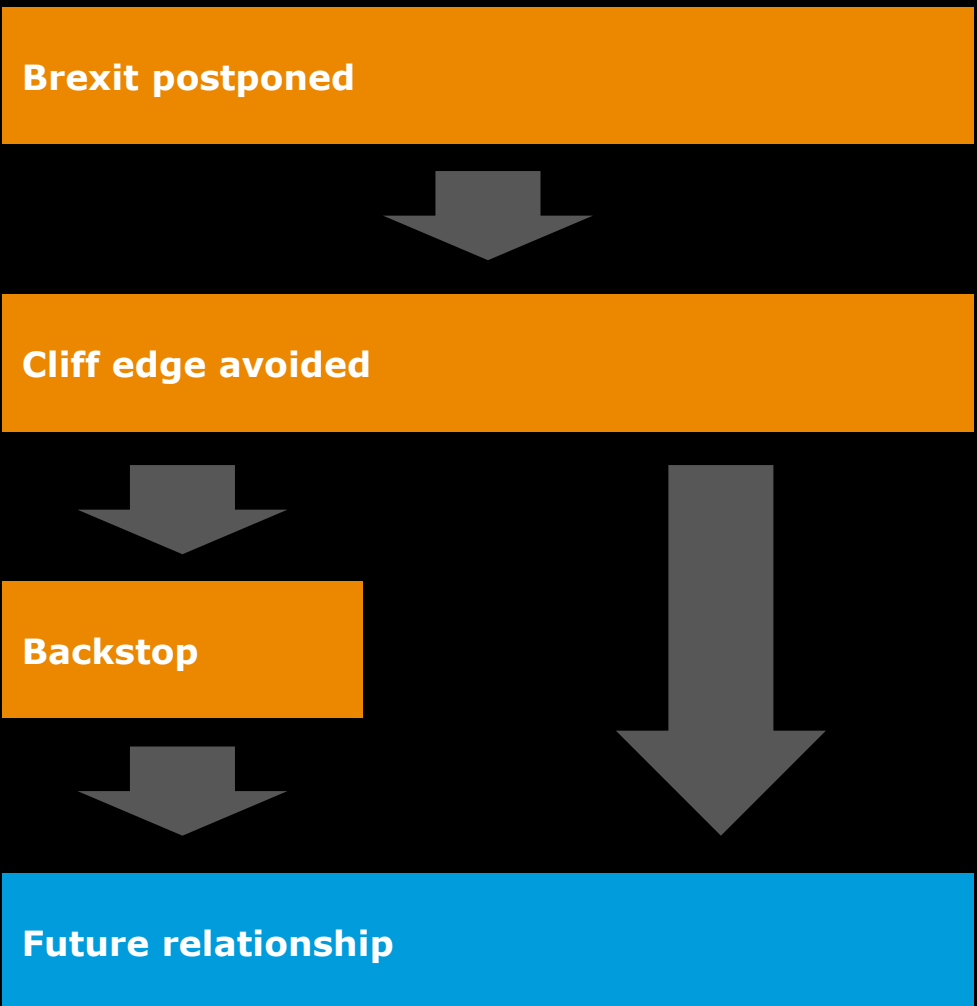 Brexit postponed
Cliff edge avoided
Backstop
Future relationship